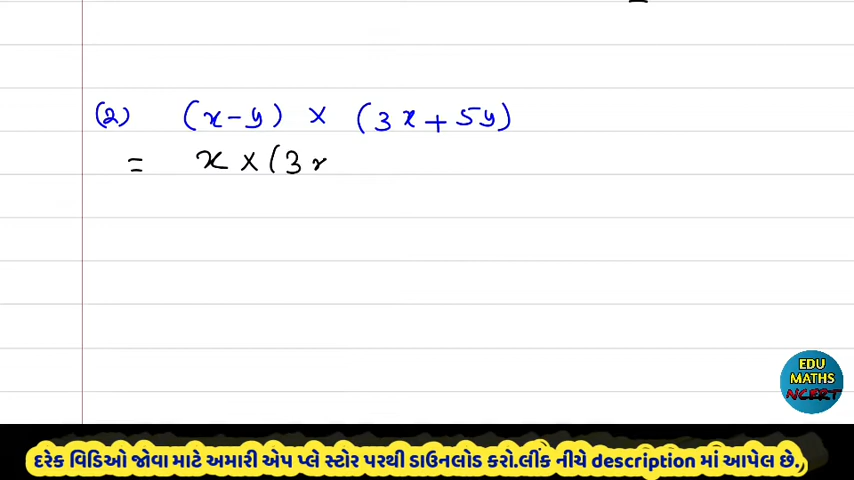 (2) (x-y) × (3x+5y)
= x×(3x
EDU
MATHS
NCERT
દરેક વિડિઓ જોવા માટે અમારી એપ પ્લે સ્ટોર પરથી ડાઉનલોડ કરો.લીંક નીચે description માં આપેલ છે.